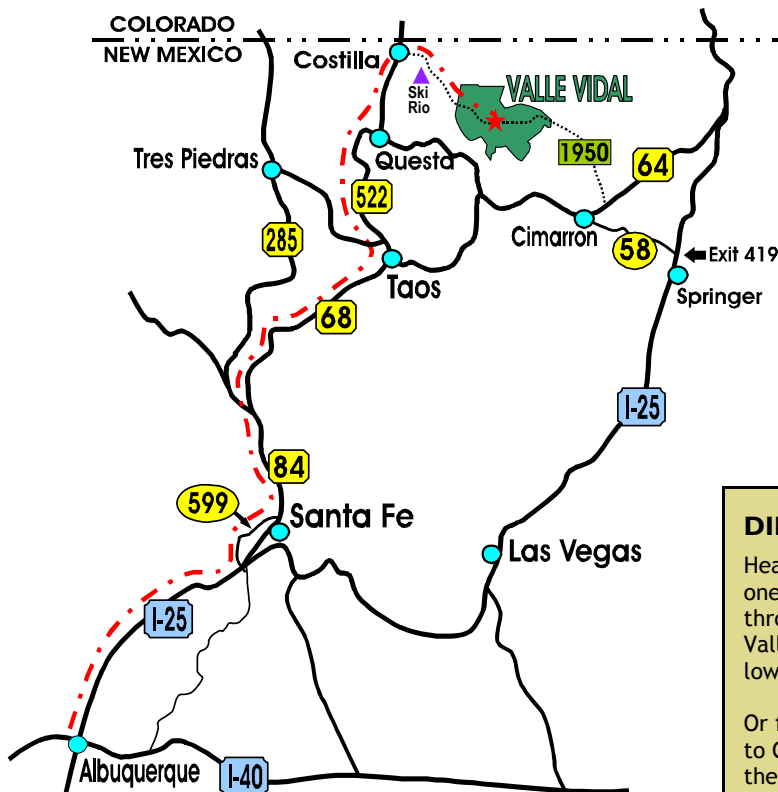 COLORADO
NEW MEXICO
Costilla
Ski
Rio
VALLE VIDAL
Tres Piedras
Questa
1950
64
522
285
Cimarron
58
Exit 419
Taos
Springer
68
I-25
84
599
Santa Fe
Las Vegas
I-25
Albuquerque
I-40
Hea
one
thro
Vall
low
Or
to
the